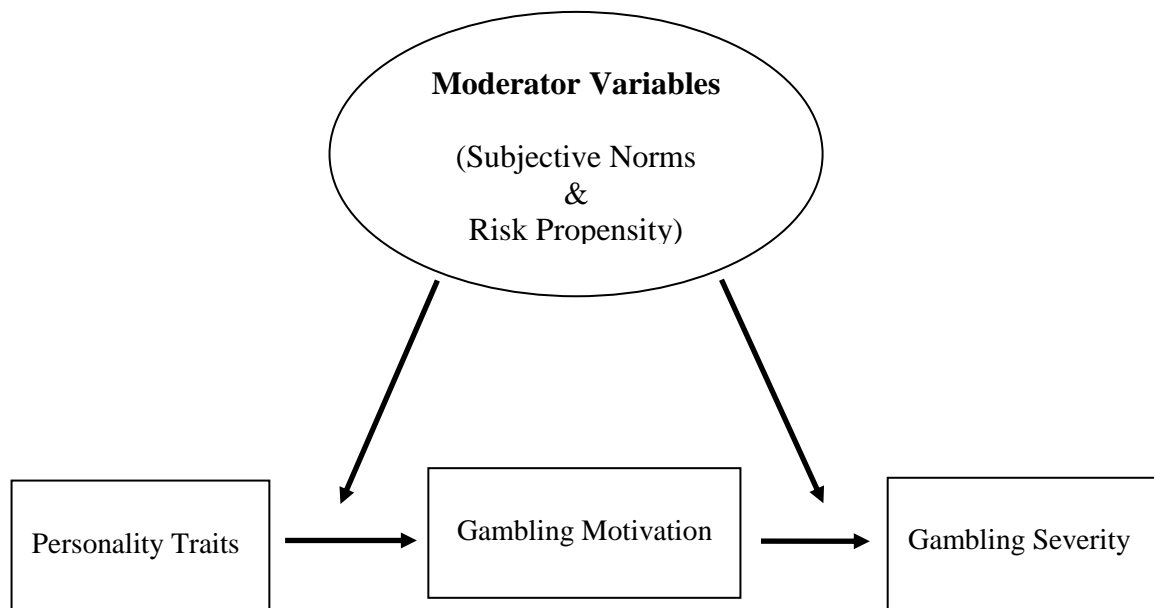 Moderator Variables
(Subjective Norms
&
Risk Propensity)
Personality Traits
Gambling Motivation
Gambling Severity